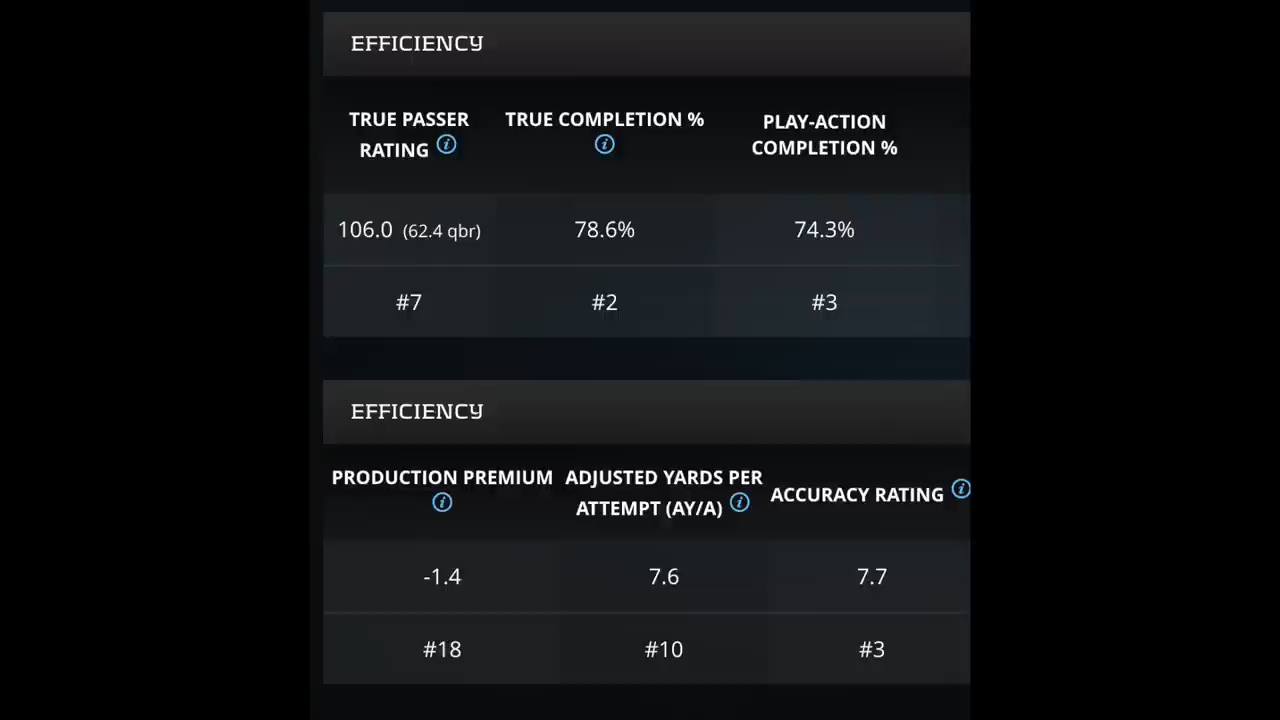 EFFICIENCY
TRUE PASSER
RATING
TRUE COMPLETION %
PLAY-ACTION
COMPLETION %
106.0 (62.4 qbr)
78.6%
74.3%
#7
#2
#3
EFFICIENCY
PRODUCTION PREMIUM
ADJUSTED YARDS PER
ATTEMPT (AY/A)
ACCURACY RATING
-1.4
7.6
7.7
#18
#10
#3